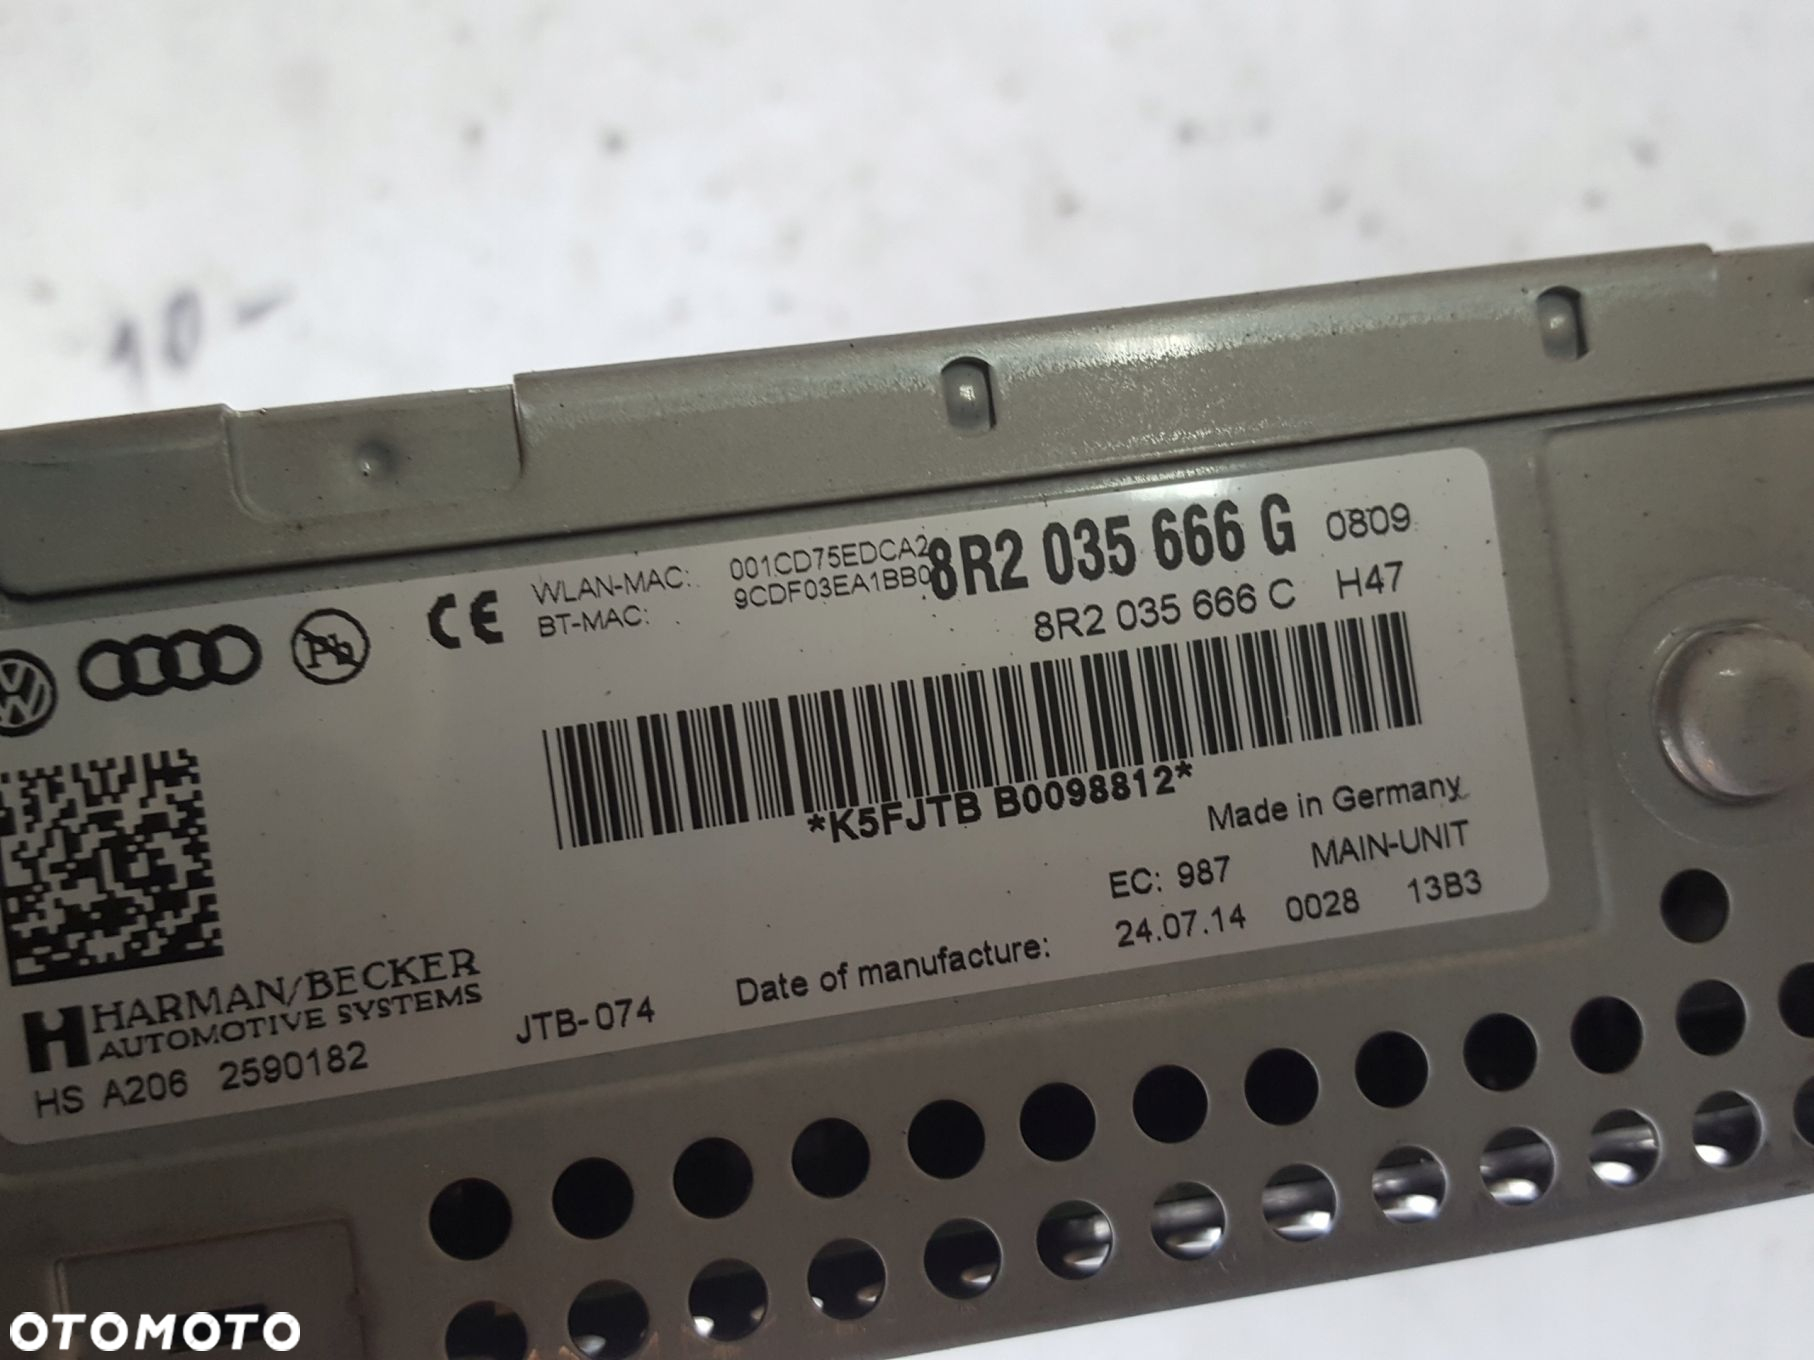 10-
WLAN-MAC: 001CD75EDCA2
BT-MAC: 9CDF03EA1BB0
8R2 035 666 G 0809
8R2 035 666 C H47
Pb
CE
VW
*K5FJTB B0098812*
Made in Germany
EC: 987 MAIN-UNIT
Date of manufacture: 24.07.14 0028 13B3
HARMAN/BECKER
AUTOMOTIVE SYSTEMS
HS A206 2590182
JTB-074
OTOMOTO